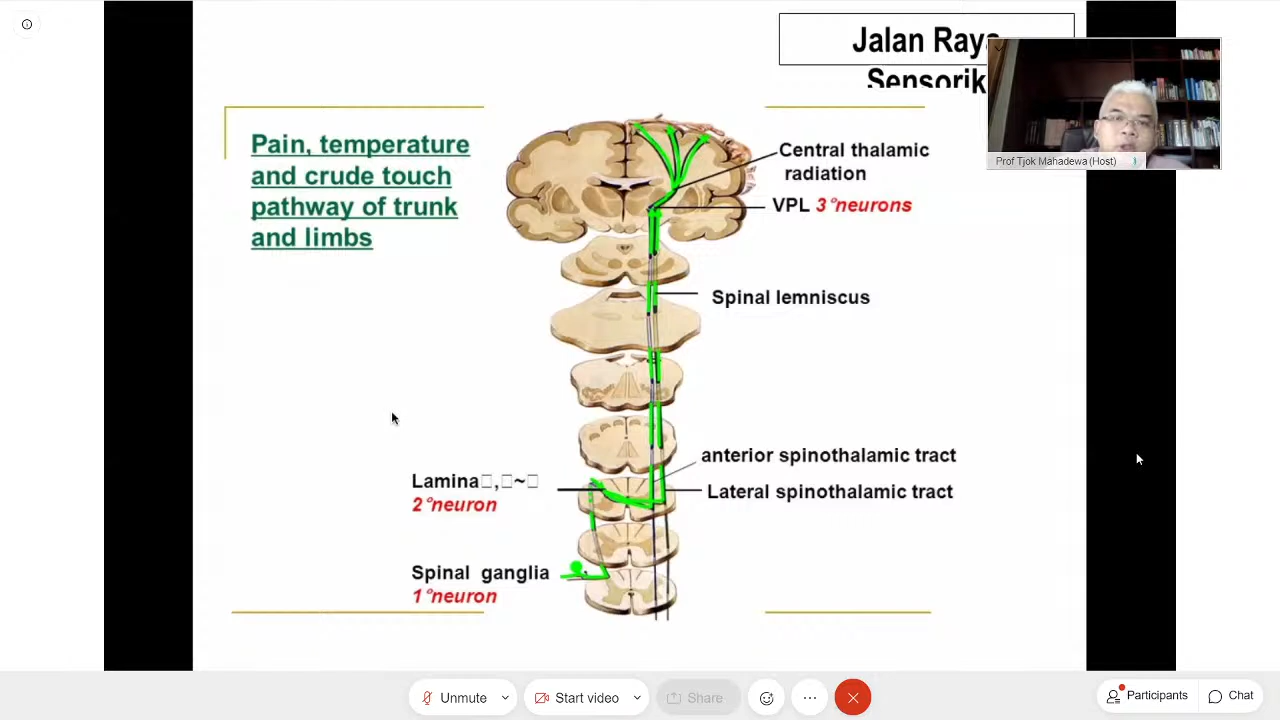 Jalan Raya
Sensorik
Pain, temperature
and crude touch
pathway of trunk
and limbs
Central thalamic
radiation
VPL 3°neurons
Spinal lemniscus
anterior spinothalamic tract
Lateral spinothalamic tract
Lamina□,□~□
2°neuron
Spinal ganglia
1°neuron
Prof Tjok Mahadewa (Host)
Unmute
Start video
Share
Participants
Chat